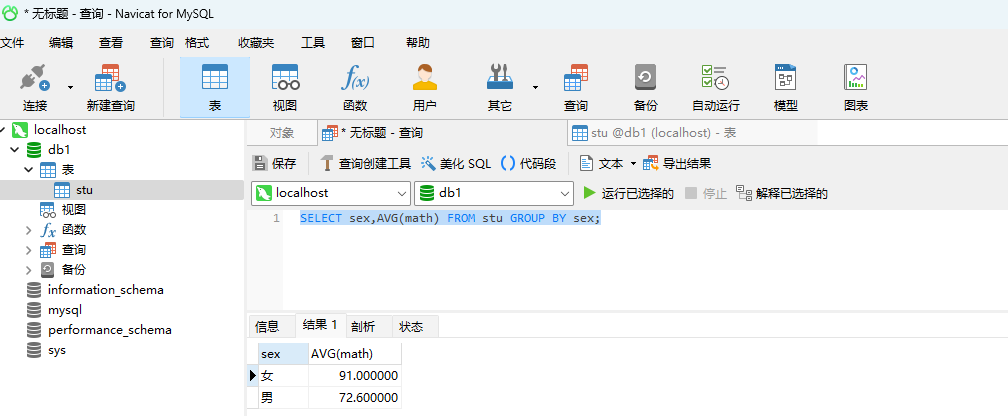 * 无标题 - 查询 - Navicat for MySQL
文件 编辑 查看 查询 格式 收藏夹 工具 窗口 帮助
连接 新建查询 表 视图 函数 用户 其它 查询 备份 自动运行 模型 图表
localhost
db1
表
stu
视图
函数
查询
备份
information_schema
mysql
performance_schema
sys
对象 * 无标题 - 查询 stu @db1 (localhost) - 表
保存 查询创建工具 美化 SQL () 代码段 文本 导出结果
localhost db1 运行已选择的 停止 解释已选择的
1 SELECT sex,AVG(math) FROM stu GROUP BY sex;
信息 结果 1 剖析 状态
sex AVG(math)
女 91.000000
男 72.600000